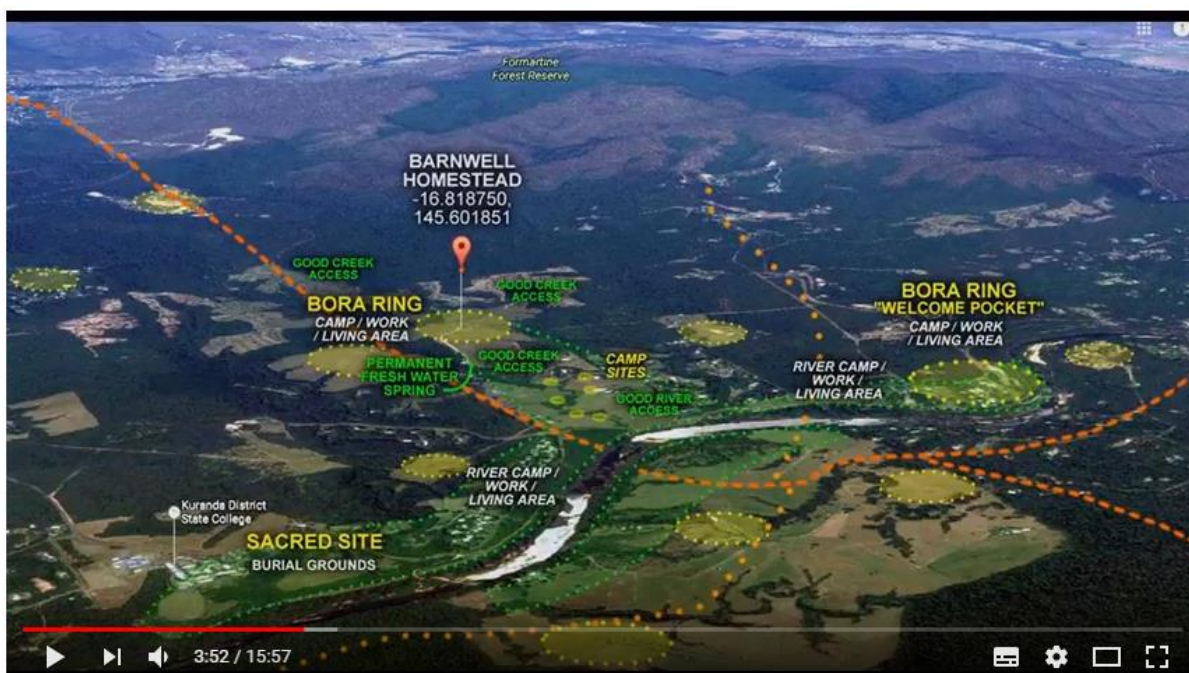 Formartine
Forest Reserve
BARNWELL
HOMESTEAD
-16.818750,
145.601851
GOOD CREEK
ACCESS
GOOD CREEK
ACCESS
BORA RING
CAMP / WORK
/ LIVING AREA
BORA RING
"WELCOME POCKET"
CAMP / WORK
/ LIVING AREA
PERMANENT
FRESH WATER
SPRING
GOOD CREEK
ACCESS
CAMP
SITES
GOOD RIVER
ACCESS
RIVER CAMP /
WORK /
LIVING AREA
RIVER CAMP /
WORK /
LIVING AREA
Kuranda District
State College
SACRED SITE
BURIAL GROUNDS
3:52 / 15:57